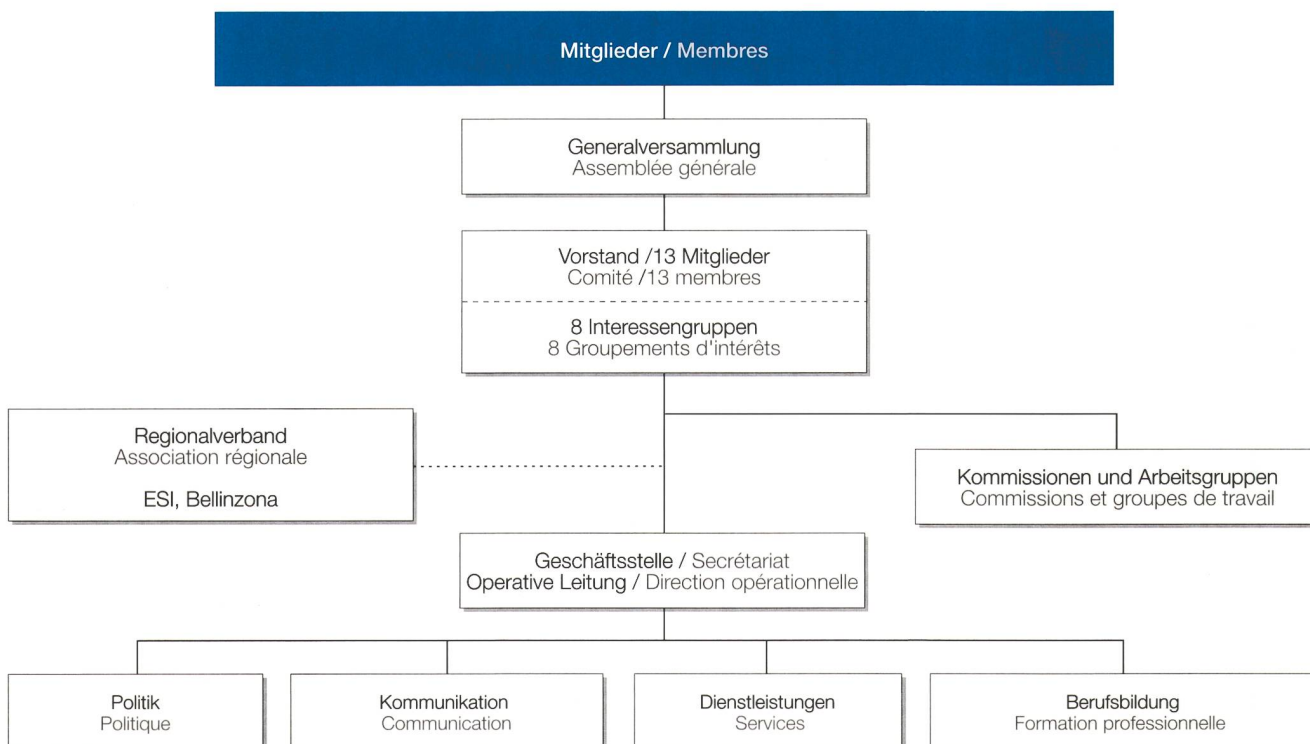 Mitglieder / Membres
Generalversammlung
Assemblée générale
Vorstand /13 Mitglieder
Comité /13 membres
8 Interessengruppen
8 Groupements d'intérêts
Regionalverband
Association régionale
ESI, Bellinzona
Kommissionen und Arbeitsgruppen
Commissions et groupes de travail
Geschäftsstelle / Secrétariat
Operative Leitung / Direction opérationnelle
Politik
Politique
Kommunikation
Communication
Dienstleistungen
Services
Berufsbildung
Formation professionnelle